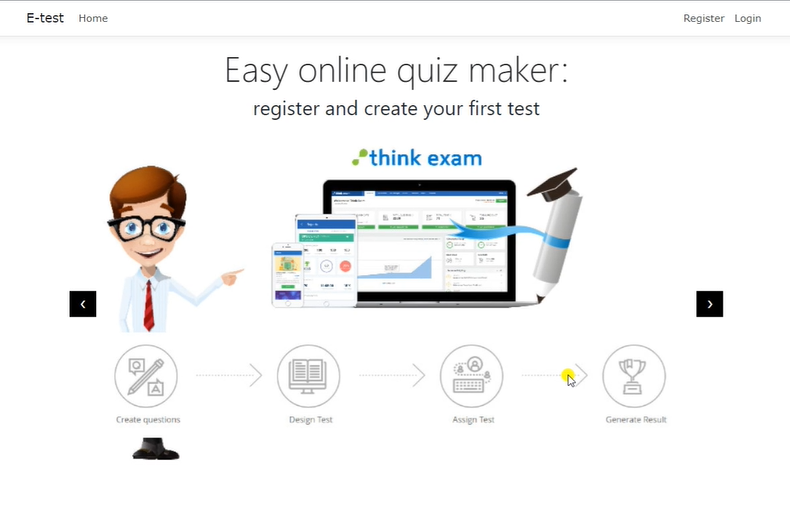 E-test Home Register Login
Easy online quiz maker:
register and create your first test
think exam
Create questions Design Test Assign Test Generate Result